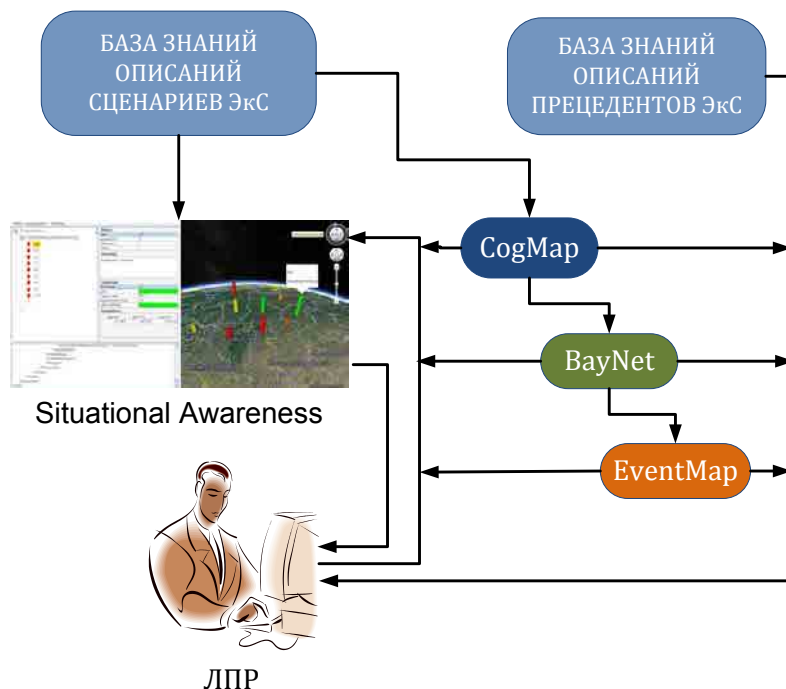 БАЗА ЗНАНИЙ
ОПИСАНИЙ
СЦЕНАРИЕВ ЭкС
БАЗА ЗНАНИЙ
ОПИСАНИЙ
ПРЕЦЕДЕНТОВ ЭкС
CogMap
BayNet
Situational Awareness
EventMap
ЛПР